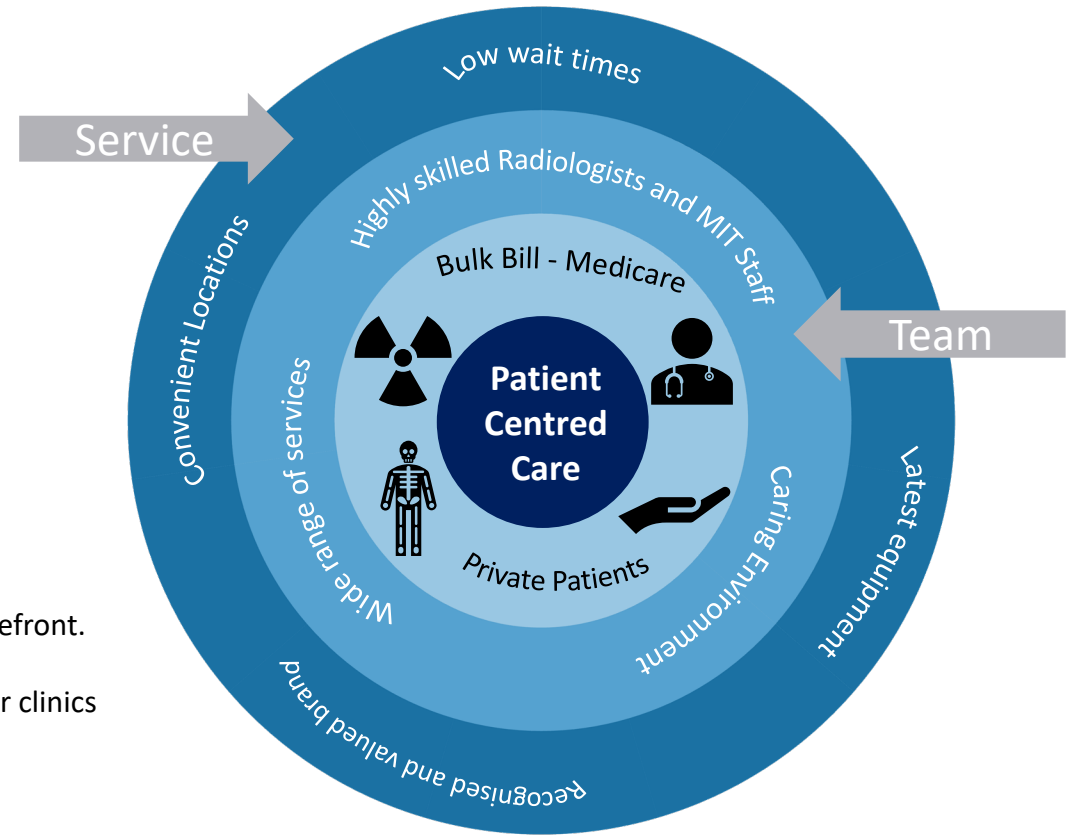 Low wait times
Service
Highly skilled Radiologists and MIT Staff
Convenient Locations
Bulk Bill - Medicare
Team
Patient
Centred
Care
Wide range of services
Caring Environment
Latest equipment
Private Patients
efront.
r clinics
Recognised and valued brand